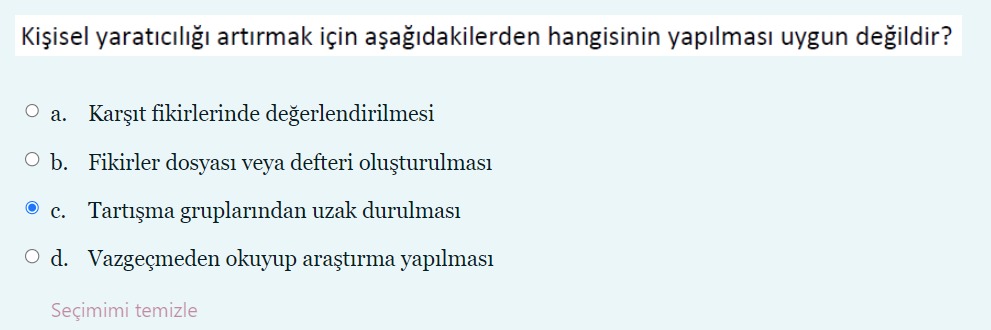 Kişisel yaratıcılığı artırmak için aşağıdakilerden hangisinin yapılması uygun değildir?
a. Karşıt fikirlerinde değerlendirilmesi
b. Fikirler dosyası veya defteri oluşturulması
c. Tartışma gruplarından uzak durulması
d. Vazgeçmeden okuyup araştırma yapılması
Seçimimi temizle